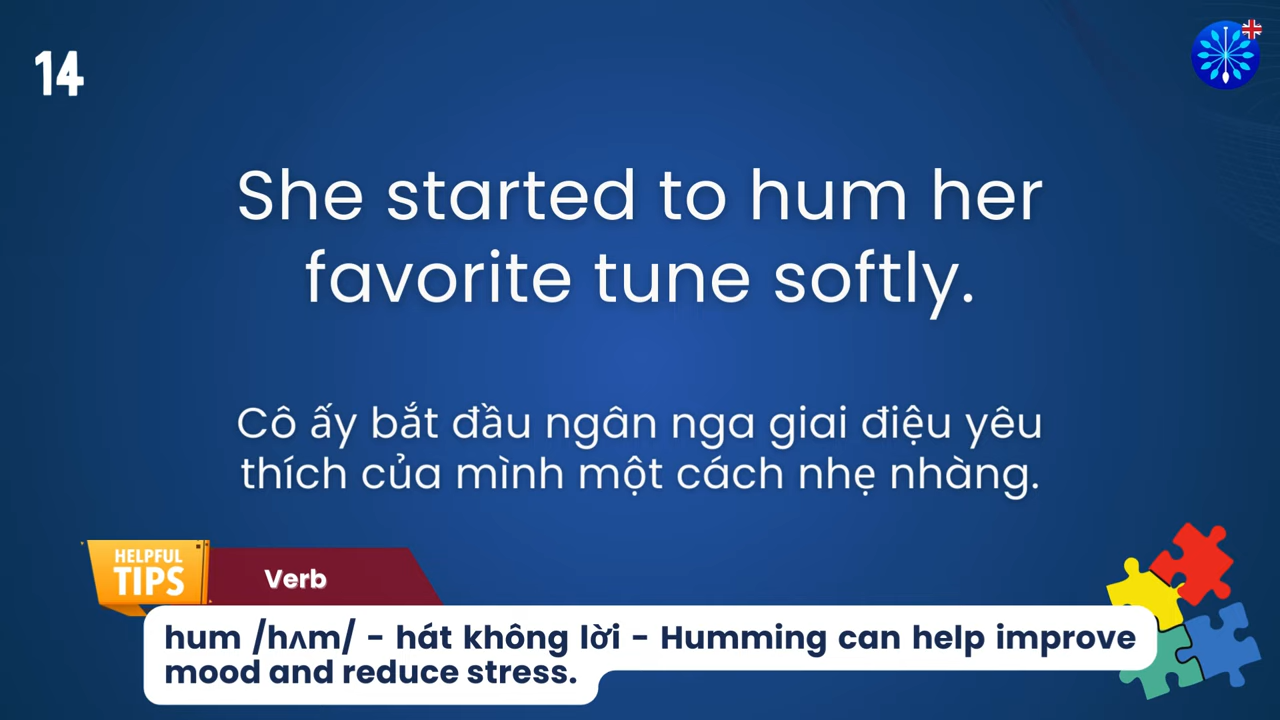 14
She started to hum her
favorite tune softly.
Cô ấy bắt đầu ngân nga giai điệu yêu
thích của mình một cách nhẹ nhàng.
HELPFUL
TIPS
Verb
hum /hʌm/ - hát không lời - Humming can help improve
mood and reduce stress.